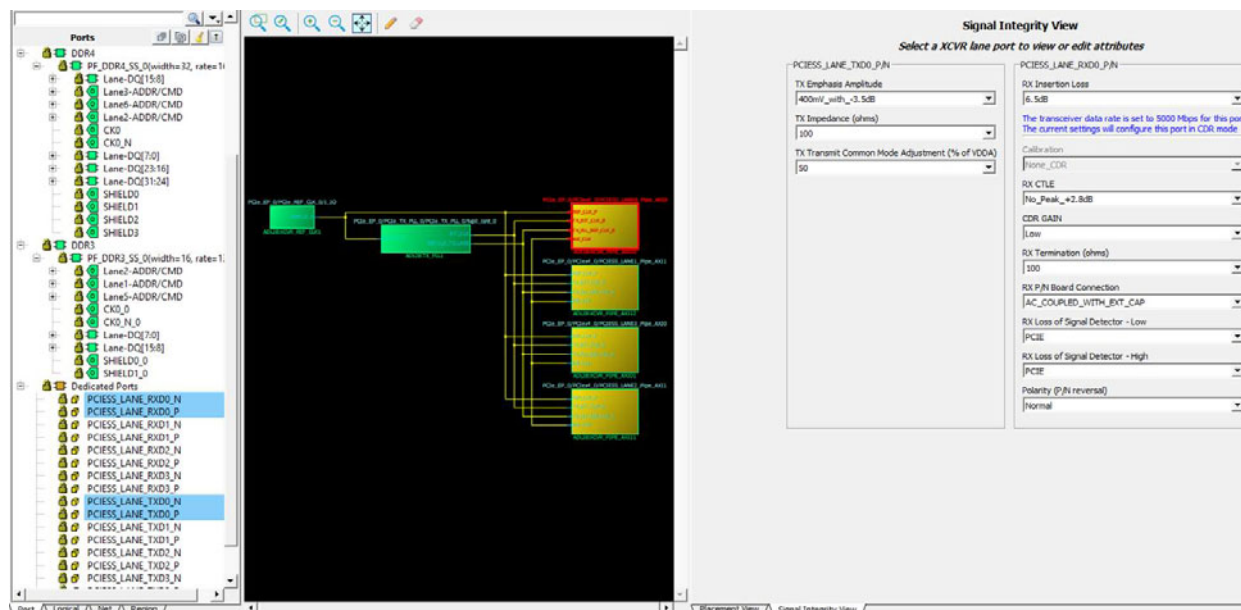 Ports
DDR4
PF_DDR4_SS_0(width=32, rate=16
Lane-DQ[15:8]
Lane3-ADDR/CMD
Lane6-ADDR/CMD
Lane2-ADDR/CMD
CK0
CK0_N
Lane-DQ[7:0]
Lane-DQ[23:16]
Lane-DQ[31:24]
SHIELD0
SHIELD1
SHIELD2
SHIELD3
DDR3
PF_DDR3_SS_0(width=16, rate=1
Lane2-ADDR/CMD
Lane1-ADDR/CMD
Lane5-ADDR/CMD
CK0_0
CK0_N_0
Lane-DQ[7:0]
Lane-DQ[15:8]
SHIELD0_0
SHIELD1_0
Dedicated Ports
PCIESS_LANE_RXD0_N
PCIESS_LANE_RXD0_P
PCIESS_LANE_RXD1_N
PCIESS_LANE_RXD1_P
PCIESS_LANE_RXD2_N
PCIESS_LANE_RXD2_P
PCIESS_LANE_RXD3_N
PCIESS_LANE_RXD3_P
PCIESS_LANE_TXD0_N
PCIESS_LANE_TXD0_P
PCIESS_LANE_TXD1_N
PCIESS_LANE_TXD1_P
PCIESS_LANE_TXD2_N
PCIESS_LANE_TXD2_P
PCIESS_LANE_TXD3_N
Port Logical Net Region
Signal Integrity View
Select a XCVR lane port to view or edit attributes
PCIESS_LANE_TXD0_P/N
TX Emphasis Amplitude
400mV_with_-3.5dB
TX Impedance (ohms)
100
TX Transmit Common Mode Adjustment (% of VDDA)
50
PCIESS_LANE_RXD0_P/N
RX Insertion Loss
6.5dB
The transceiver data rate is set to 5000 Mbps for this por
The current settings will configure this port in CDR mode
Calibration
None_CDR
RX CTLE
No_Peak_+2.8dB
CDR GAIN
Low
RX Termination (ohms)
100
RX P/N Board Connection
AC_COUPLED_WITH_EXT_CAP
RX Loss of Signal Detector - Low
PCIE
RX Loss of Signal Detector - High
PCIE
Polarity (P/N reversal)
Normal
Placement View Signal Integrity View